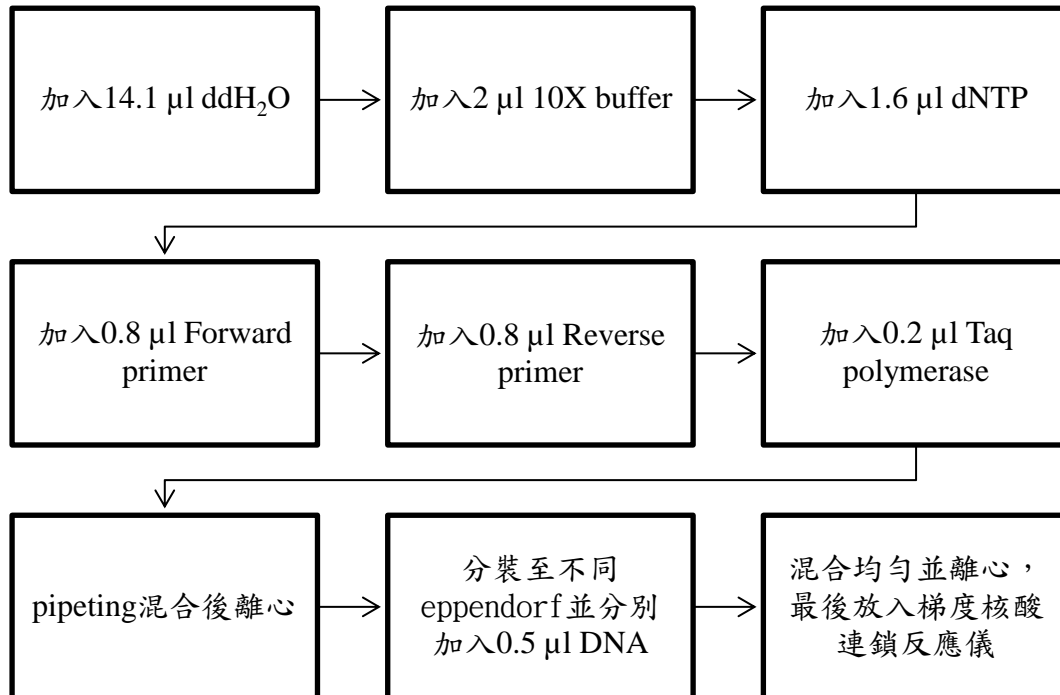 加入14.1 µl ddH₂O
加入2 µl 10X buffer
加入1.6 µl dNTP
加入0.8 µl Forward
primer
加入0.8 µl Reverse
primer
加入0.2 µl Taq
polymerase
pipeting混合後離心
分裝至不同
eppendorf並分別
加入0.5 µl DNA
混合均勻並離心，
最後放入梯度核酸
連鎖反應儀